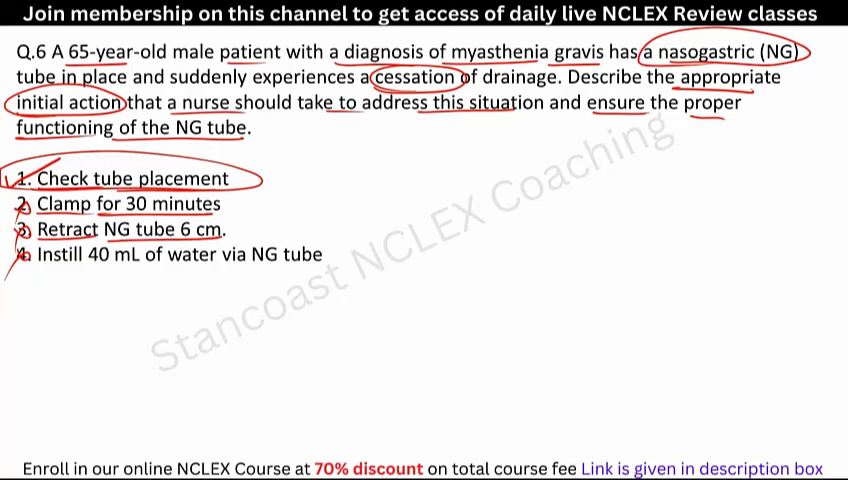 Join membership on this channel to get access of daily live NCLEX Review classes
Q.6 A 65-year-old male patient with a diagnosis of myasthenia gravis has a nasogastric (NG)
tube in place and suddenly experiences a cessation of drainage. Describe the appropriate
initial action that a nurse should take to address this situation and ensure the proper
functioning of the NG tube.
1. Check tube placement
2. Clamp for 30 minutes
3. Retract NG tube 6 cm.
4. Instill 40 mL of water via NG tube
Stancoast NCLEX Coaching
Enroll in our online NCLEX Course at 70% discount on total course fee Link is given in description box